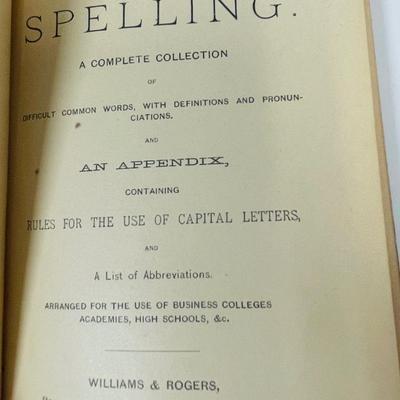 SPELLING.
A COMPLETE COLLECTION
OF
DIFFICULT COMMON WORDS, WITH DEFINITIONS AND PRONUN-
CIATIONS.
AND
AN APPENDIX,
CONTAINING
RULES FOR THE USE OF CAPITAL LETTERS,
AND
A List of Abbreviations.
ARRANGED FOR THE USE OF BUSINESS COLLEGES
ACADEMIES, HIGH SCHOOLS, &c.
WILLIAMS & ROGERS,